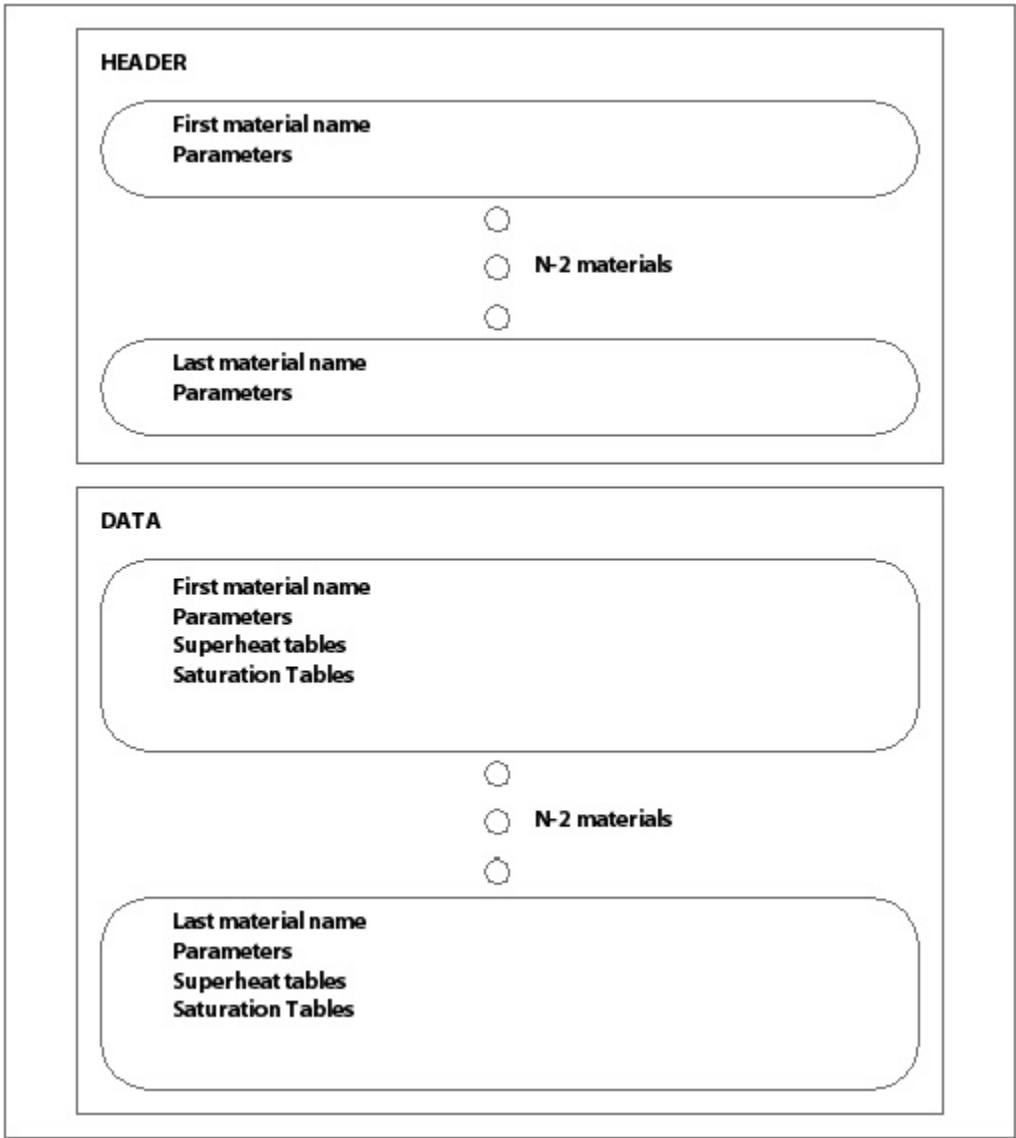 HEADER
First material name
Parameters
N-2 materials
Last material name
Parameters
DATA
First material name
Parameters
Superheat tables
Saturation Tables
N-2 materials
Last material name
Parameters
Superheat tables
Saturation Tables